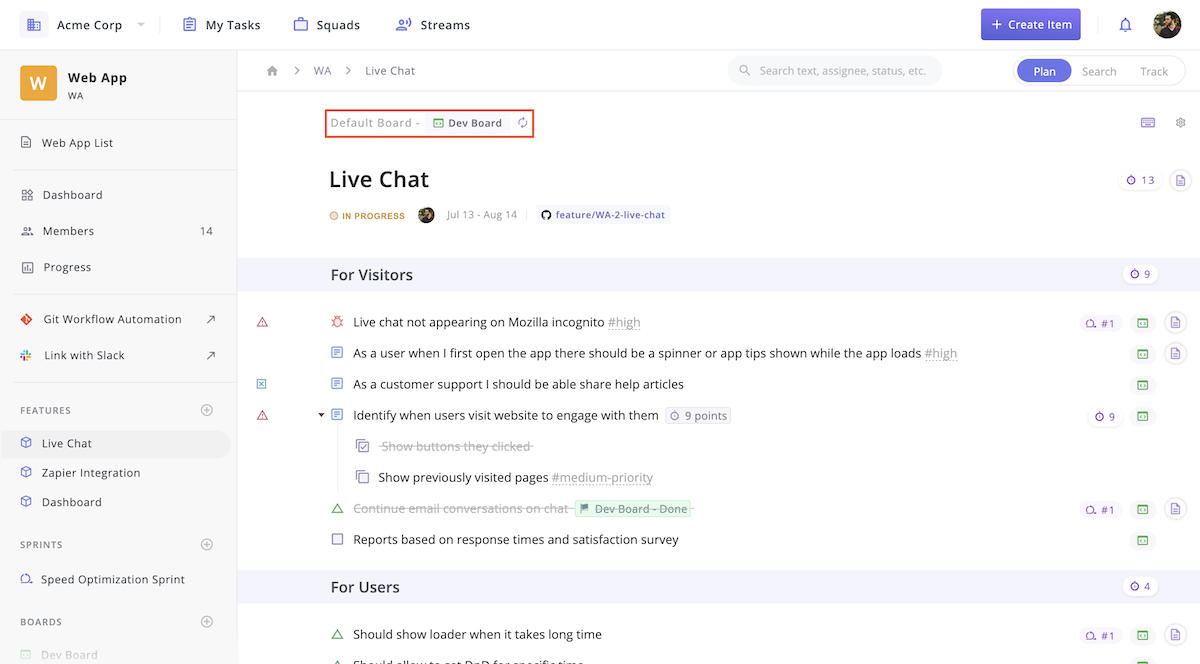 Acme Corp
My Tasks
Squads
Streams
+ Create Item
W
Web App
WA
Web App List
Dashboard
Members 14
Progress
Git Workflow Automation
Link with Slack
FEATURES
Live Chat
Zapier Integration
Dashboard
SPRINTS
Speed Optimization Sprint
BOARDS
Dev Board
WA
Live Chat
Search text, assignee, status, etc.
Plan
Search
Track
Default Board - Dev Board
Live Chat
13
IN PROGRESS Jul 13 - Aug 14 feature/WA-2-live-chat
For Visitors 9
Live chat not appearing on Mozilla incognito #high #1
As a user when I first open the app there should be a spinner or app tips shown while the app loads #high
As a customer support I should be able share help articles
Identify when users visit website to engage with them 9 points 9
Show buttons they clicked
Show previously visited pages #medium-priority
Continue email conversations on chat Dev Board - Done #1
Reports based on response times and satisfaction survey
For Users 4
Should show loader when it takes long time #1
Should allow to set DnD for specific time